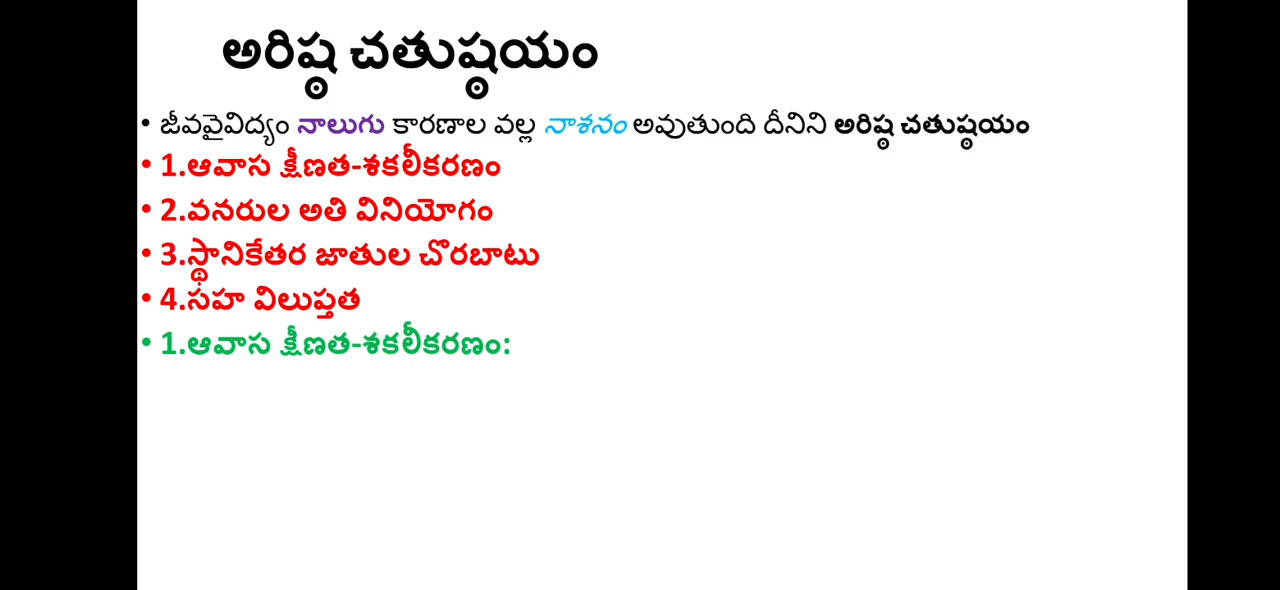 అరిష్ఠ చతుష్ఠయం
• జీవవైవిద్యం నాలుగు కారణాల వల్ల నాశనం అవుతుంది దీనిని అరిష్ఠ చతుష్ఠయం
• 1.ఆవాస క్షీణత-శకలీకరణం
• 2.వనరుల అతి వినియోగం
• 3.స్థానికేతర జాతుల చొరబాటు
• 4.సహ విలుప్తత
• 1.ఆవాస క్షీణత-శకలీకరణం: